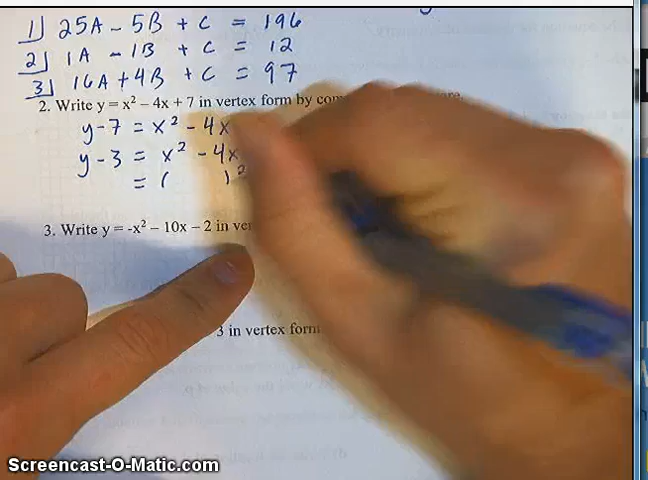 1) 25A - 5B + C = 196
2) 1A - 1B + C = 12
3) 16A + 4B + C = 97
2. Write y = x² – 4x + 7 in vertex form by
y - 7 = x² - 4x
y - 3 = x² - 4x
= (    )²
3. Write y = -x² – 10x – 2 in
3 in vertex form
Screencast-O-Matic.com